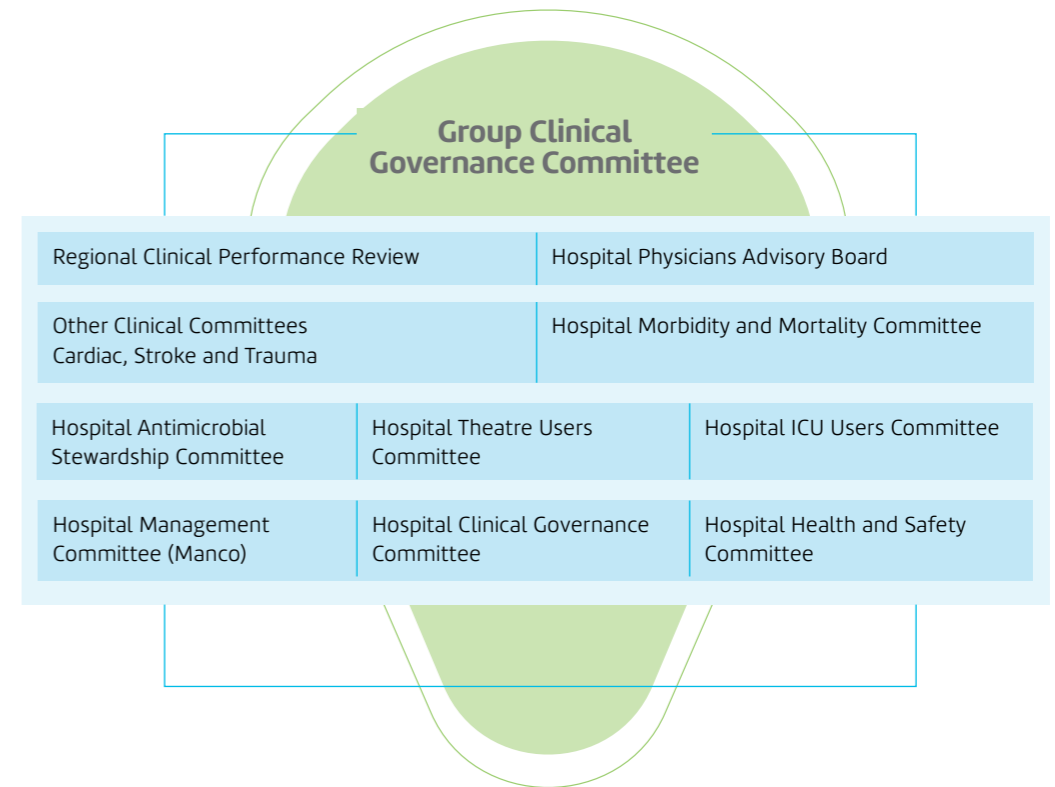 Group Clinical
Governance Committee
Regional Clinical Performance Review
Hospital Physicians Advisory Board
Other Clinical Committees
Cardiac, Stroke and Trauma
Hospital Morbidity and Mortality Committee
Hospital Antimicrobial
Stewardship Committee
Hospital Theatre Users
Committee
Hospital ICU Users Committee
Hospital Management
Committee (Manco)
Hospital Clinical Governance
Committee
Hospital Health and Safety
Committee